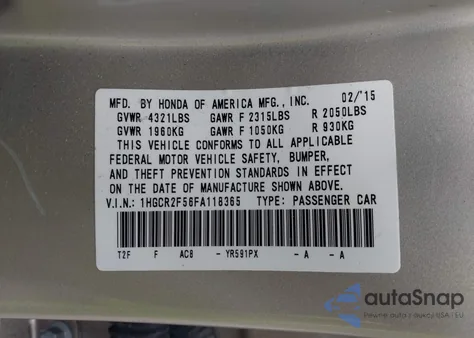 MFD. BY HONDA OF AMERICA MFG., INC. 02/'15
GVWR 4321LBS GAWR F 2315LBS R 2050LBS
GVWR 1960KG GAWR F 1050KG R 930KG
THIS VEHICLE CONFORMS TO ALL APPLICABLE
FEDERAL MOTOR VEHICLE SAFETY, BUMPER,
AND THEFT PREVENTION STANDARDS IN EFFECT
ON THE DATE OF MANUFACTURE SHOWN ABOVE.
V.I.N.: 1HGCR2F56FA118365 TYPE: PASSENGER CAR
T2F F AC8 - YR591PX - A - A
autoSnap